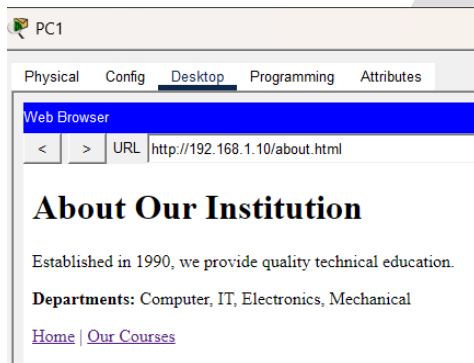 PC1
Physical Config Desktop Programming Attributes
Web Browser
< > URL http://192.168.1.10/about.html
About Our Institution
Established in 1990, we provide quality technical education.
Departments: Computer, IT, Electronics, Mechanical
Home | Our Courses